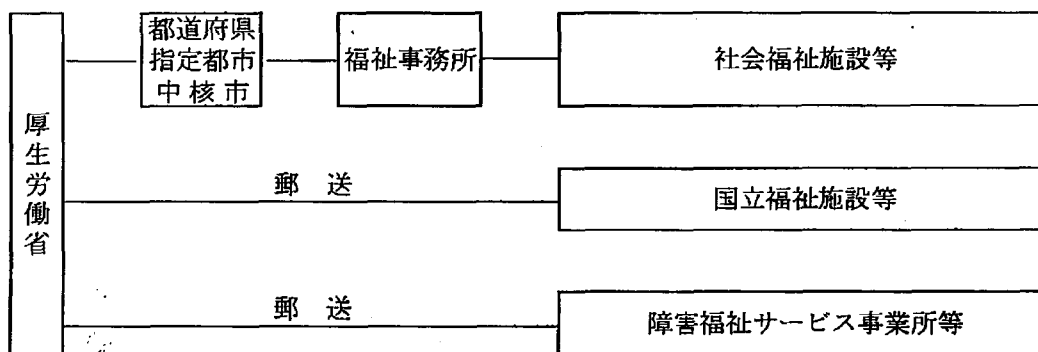 厚生労働省
都道府県
指定都市
中核市
福祉事務所
社会福祉施設等
郵送
国立福祉施設等
郵送
障害福祉サービス事業所等